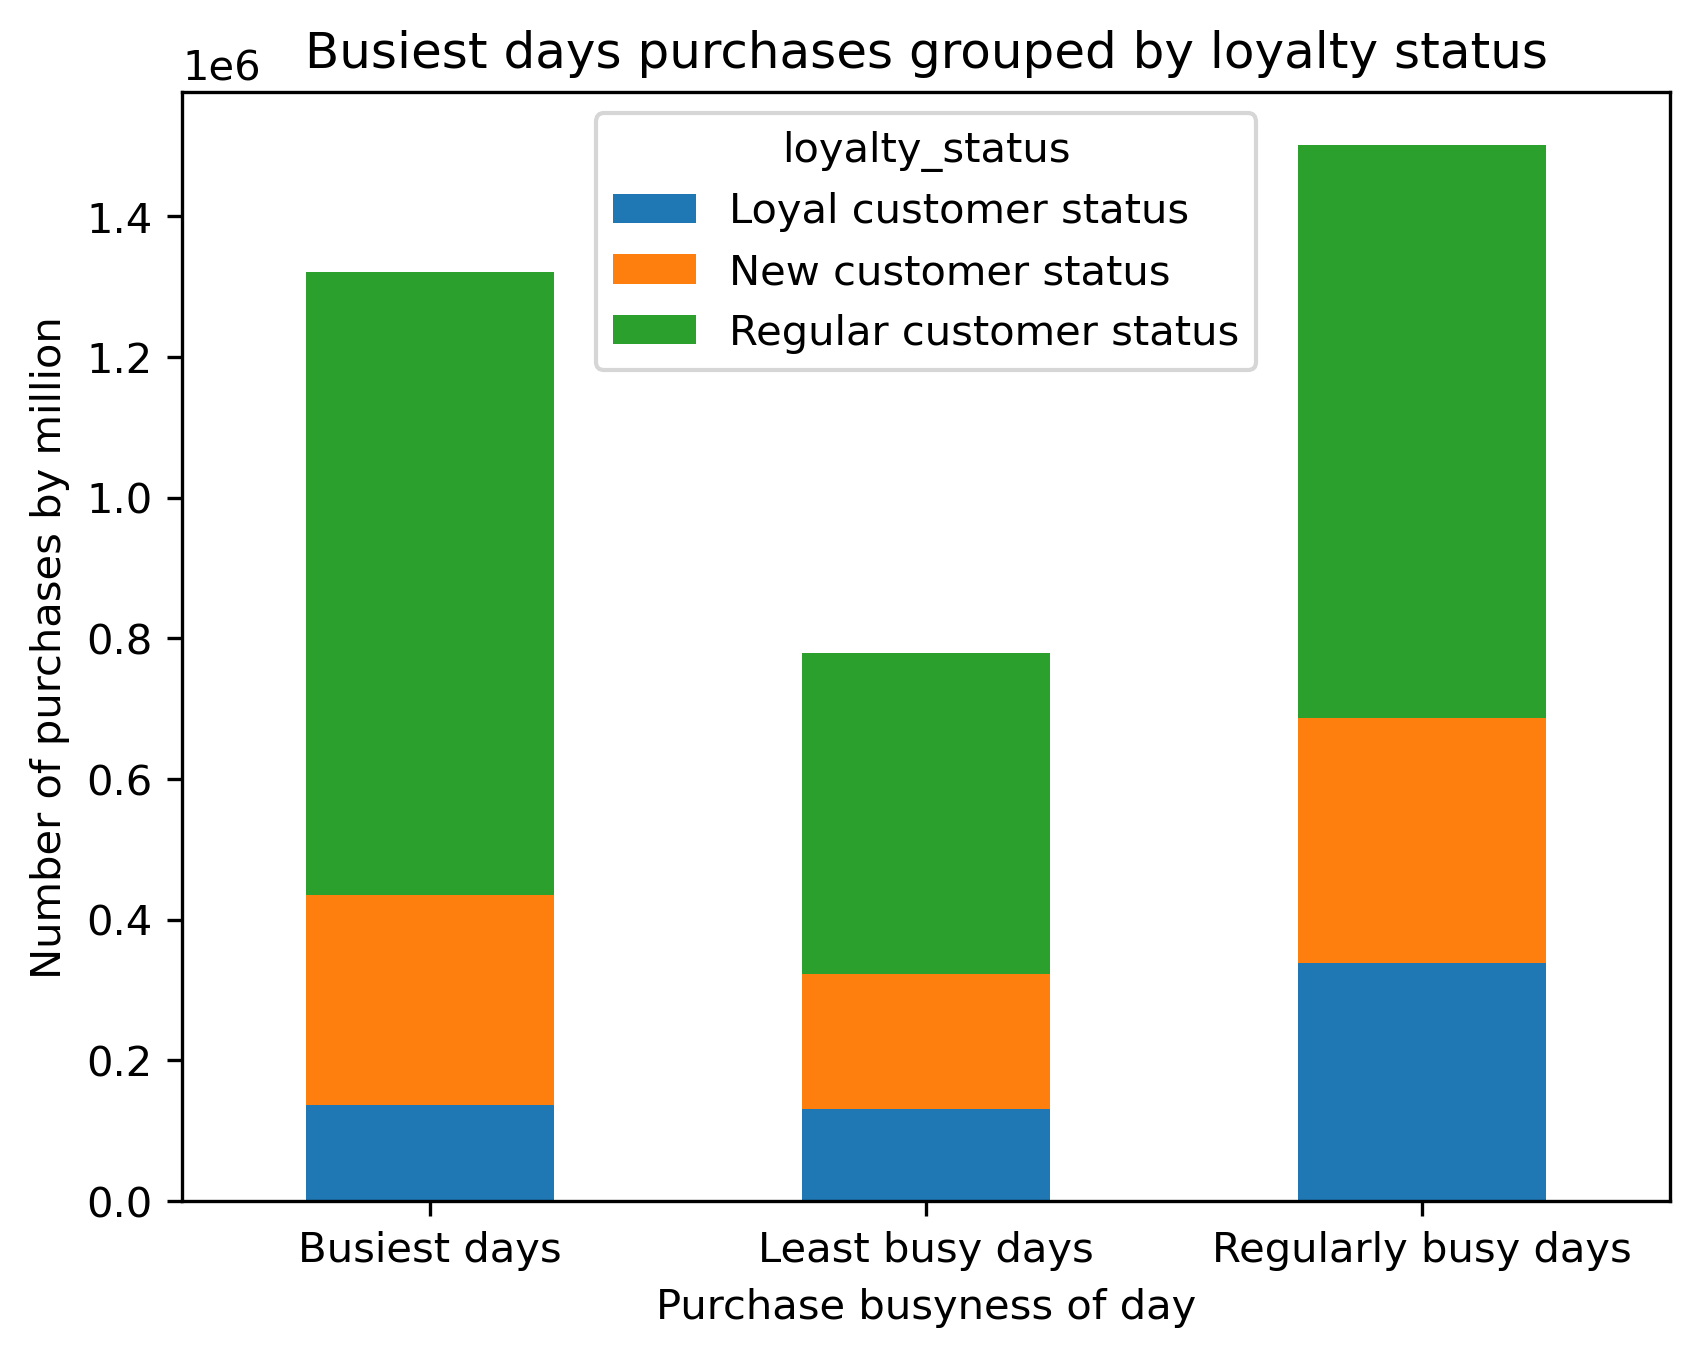 Busiest days purchases grouped by loyalty status
1e6
loyalty_status
Loyal customer status
New customer status
Regular customer status
Number of purchases by million
1.4
1.2
1.0
0.8
0.6
0.4
0.2
0.0
Busiest days
Least busy days
Regularly busy days
Purchase busyness of day